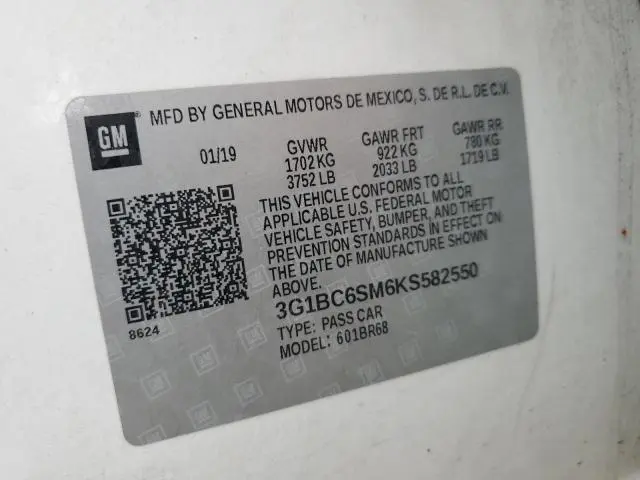 GM
MFD BY GENERAL MOTORS DE MEXICO, S. DE R.L. DE C.V.
01/19
GVWR
1702 KG
3752 LB
GAWR FRT
922 KG
2033 LB
GAWR RR
780 KG
1719 LB
THIS VEHICLE CONFORMS TO ALL
APPLICABLE U.S. FEDERAL MOTOR
VEHICLE SAFETY, BUMPER, AND THEFT
PREVENTION STANDARDS IN EFFECT ON
THE DATE OF MANUFACTURE SHOWN
ABOVE.
3G1BC6SM6KS582550
TYPE: PASS CAR
MODEL: 601BR68
8624